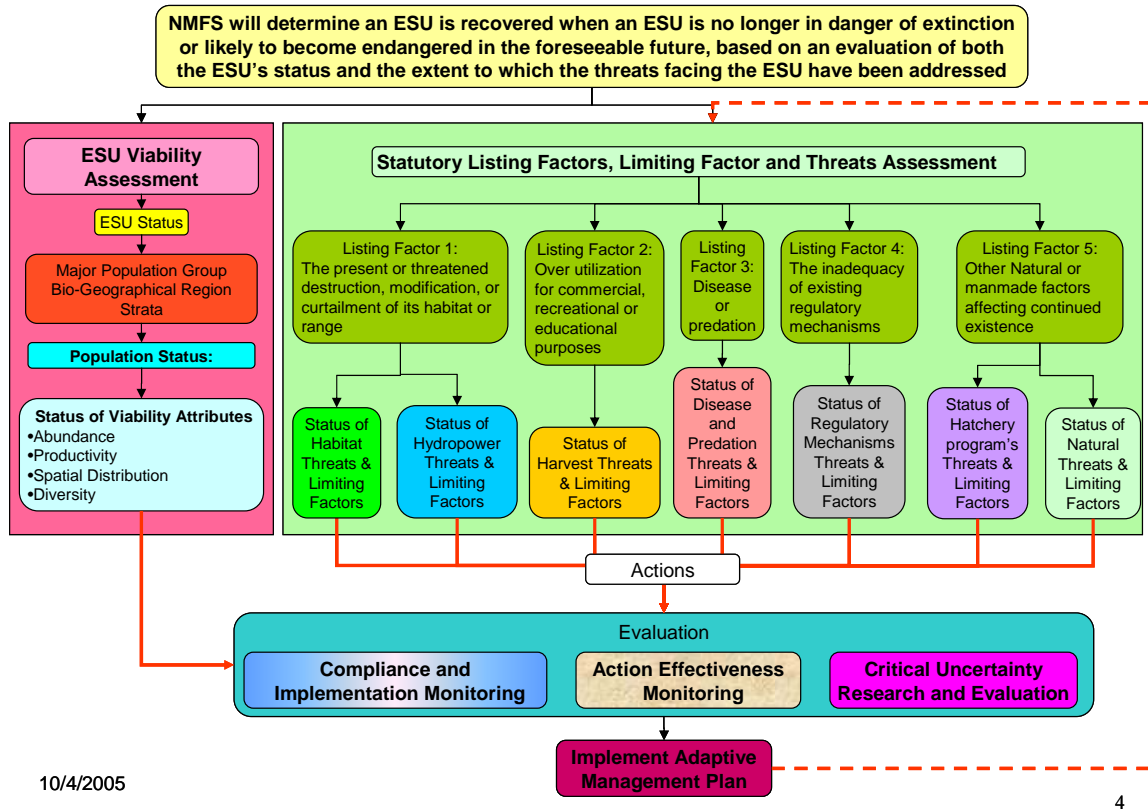 NMFS will determine an ESU is recovered when an ESU is no longer in danger of extinction
or likely to become endangered in the foreseeable future, based on an evaluation of both
the ESU's status and the extent to which the threats facing the ESU have been addressed
ESU Viability
Assessment
ESU Status
Major Population Group
Bio-Geographical Region
Strata
Population Status:
Status of Viability Attributes
•Abundance
•Productivity
•Spatial Distribution
•Diversity
Statutory Listing Factors, Limiting Factor and Threats Assessment
Listing Factor 1:
The present or threatened
destruction, modification, or
curtailment of its habitat or
range
Listing Factor 2:
Over utilization
for commercial,
recreational or
educational
purposes
Listing
Factor 3:
Disease
or
predation
Listing Factor 4:
The inadequacy
of existing
regulatory
mechanisms
Listing Factor 5:
Other Natural or
manmade factors
affecting continued
existence
Status of
Habitat
Threats &
Limiting
Factors
Status of
Hydropower
Threats &
Limiting
Factors
Status of
Harvest Threats
& Limiting
Factors
Status of
Disease
and
Predation
Threats &
Limiting
Factors
Status of
Regulatory
Mechanisms
Threats &
Limiting
Factors
Status of
Hatchery
program's
Threats &
Limiting
Factors
Status of
Natural
Threats &
Limiting
Factors
Actions
Evaluation
Compliance and
Implementation Monitoring
Action Effectiveness
Monitoring
Critical Uncertainty
Research and Evaluation
Implement Adaptive
Management Plan
10/4/2005
4